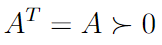 A^T = A ≻ 0